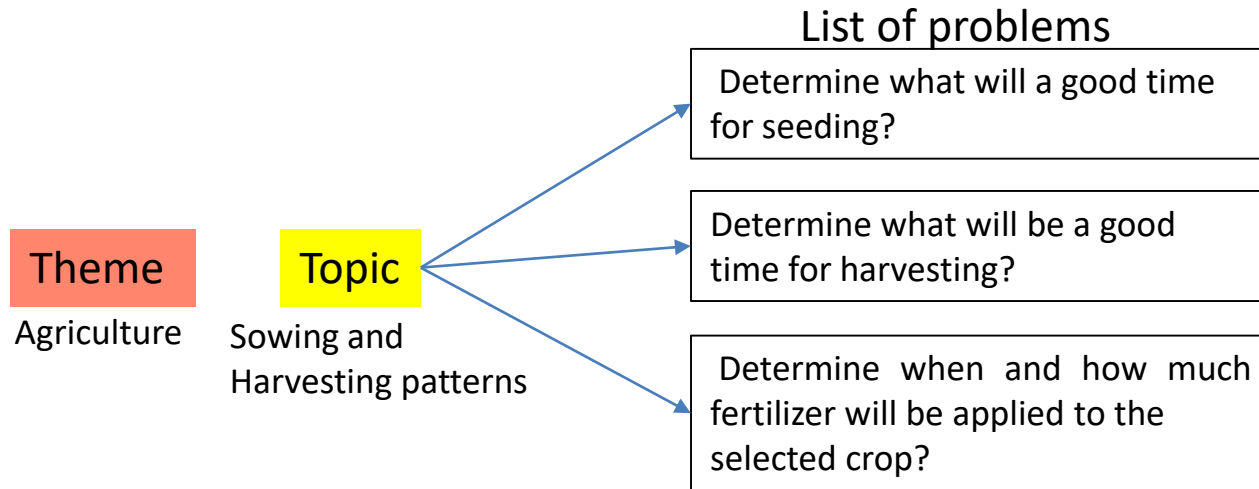 List of problems
Determine what will a good time
for seeding?
Theme
Agriculture
Topic
Sowing and
Harvesting patterns
Determine what will be a good
time for harvesting?
Determine when and how much
fertilizer will be applied to the
selected crop?